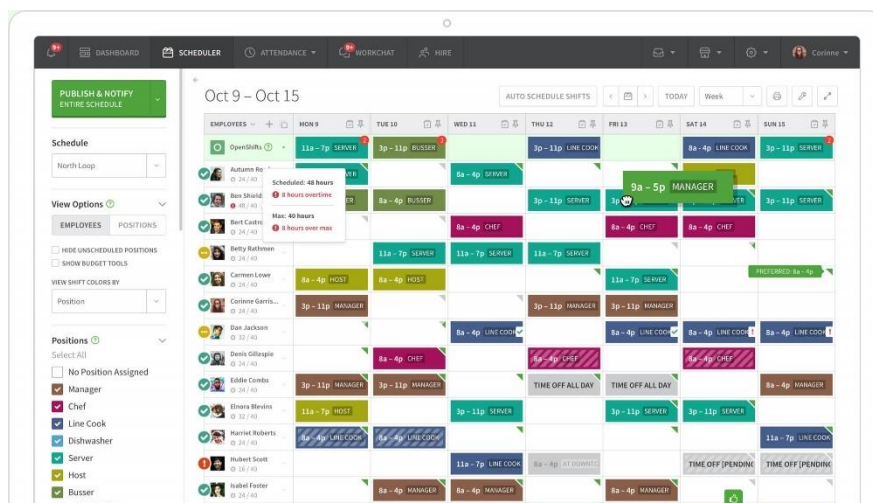 9+
DASHBOARD
SCHEDULER
ATTENDANCE
9+
WORKCHAT
HIRE
Corinne
PUBLISH & NOTIFY
ENTIRE SCHEDULE
Oct 9 – Oct 15
AUTO SCHEDULE SHIFTS
TODAY
Week
Schedule
North Loop
View Options
EMPLOYEES
POSITIONS
HIDE UNSCHEDULED POSITIONS
SHOW BUDGET TOOLS
VIEW SHIFT COLORS BY
Position
Positions
Select All
No Position Assigned
Manager
Chef
Line Cook
Dishwasher
Server
Host
Busser
EMPLOYEES MON 9 TUE 10 WED 11 THU 12 FRI 13 SAT 14 SUN 15
OpenShifts 11a – 7p SERVER 2 3p – 11p BUSSER 2 3p – 11p LINE COOK 8a – 4p LINE COOK 3p – 11p SERVER
Autumn 8a – 4p SERVER
24 / 40
Scheduled: 48 hours
8 hours overtime
Max: 40 hours
8 hours over max
9a – 5p MANAGER
Ben 8a – 4p BUSSER 3p – 11p SERVER 3p – 11p SERVER
Bert 8a – 4p CHEF 8a – 4p CHEF 8a – 4p CHEF
24 / 40
Betty Rathmen 11a – 7p SERVER 11a – 7p SERVER 11a – 7p SERVER
24 / 40
PREFERRED: 8a – 4p
Carmen Lowe 8a – 4p HOST 8a – 4p HOST 11a – 7p SERVER
24 / 40
Corinne Garris... 3p – 11p MANAGER 3p – 11p MANAGER 3p – 11p MANAGER
24 / 40
Dan Jackson 8a – 4p LINE COOK 8a – 4p LINE COOK 8a – 4p LINE COOK 8a – 4p LINE COOK
32 / 40
Denis Gillespie 8a – 4p CHEF 8a – 4p CHEF 8a – 4p CHEF
24 / 40
Eddie Combs 3p – 11p MANAGER 3p – 11p MANAGER TIME OFF ALL DAY TIME OFF ALL DAY 8a – 4p MANAGER
24 / 40
Elnora Blevins 11a – 7p HOST 3p – 11p SERVER 3p – 11p SERVER 3p – 11p SERVER
32 / 40
Harriet Roberts 8a – 4p LINE COOK 8a – 4p LINE COOK 11a – 7p LINE COOK
24 / 40
Hubert Scott 11a – 7p LINE COOK 8a – 4p TIME OFF [PENDING TIME OFF [PENDING
16 / 40
Isabel Foster 8a – 4p MANAGER 8a – 4p MANAGER 8a – 4p MANAGER
24 / 40